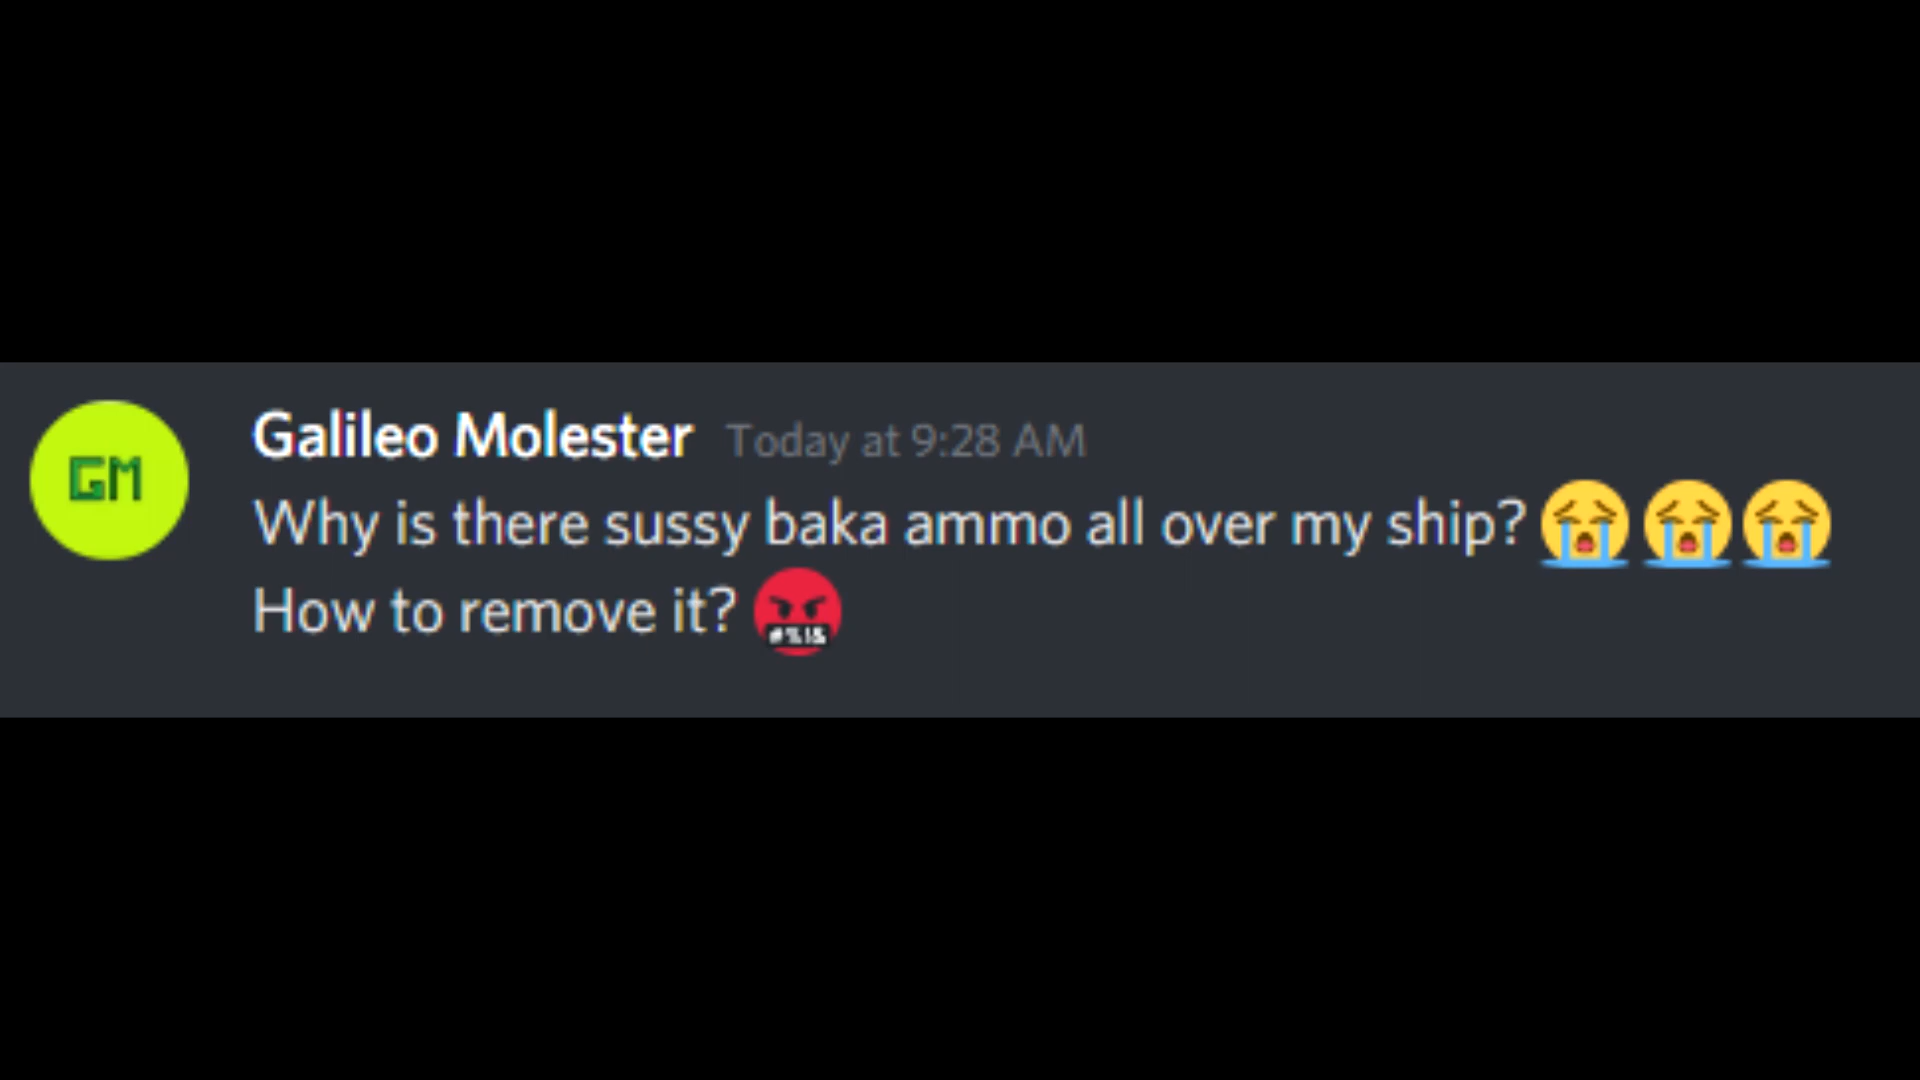 GM
Galileo Molester Today at 9:28 AM
Why is there sussy baka ammo all over my ship? 😭😭😭
How to remove it? 🤬